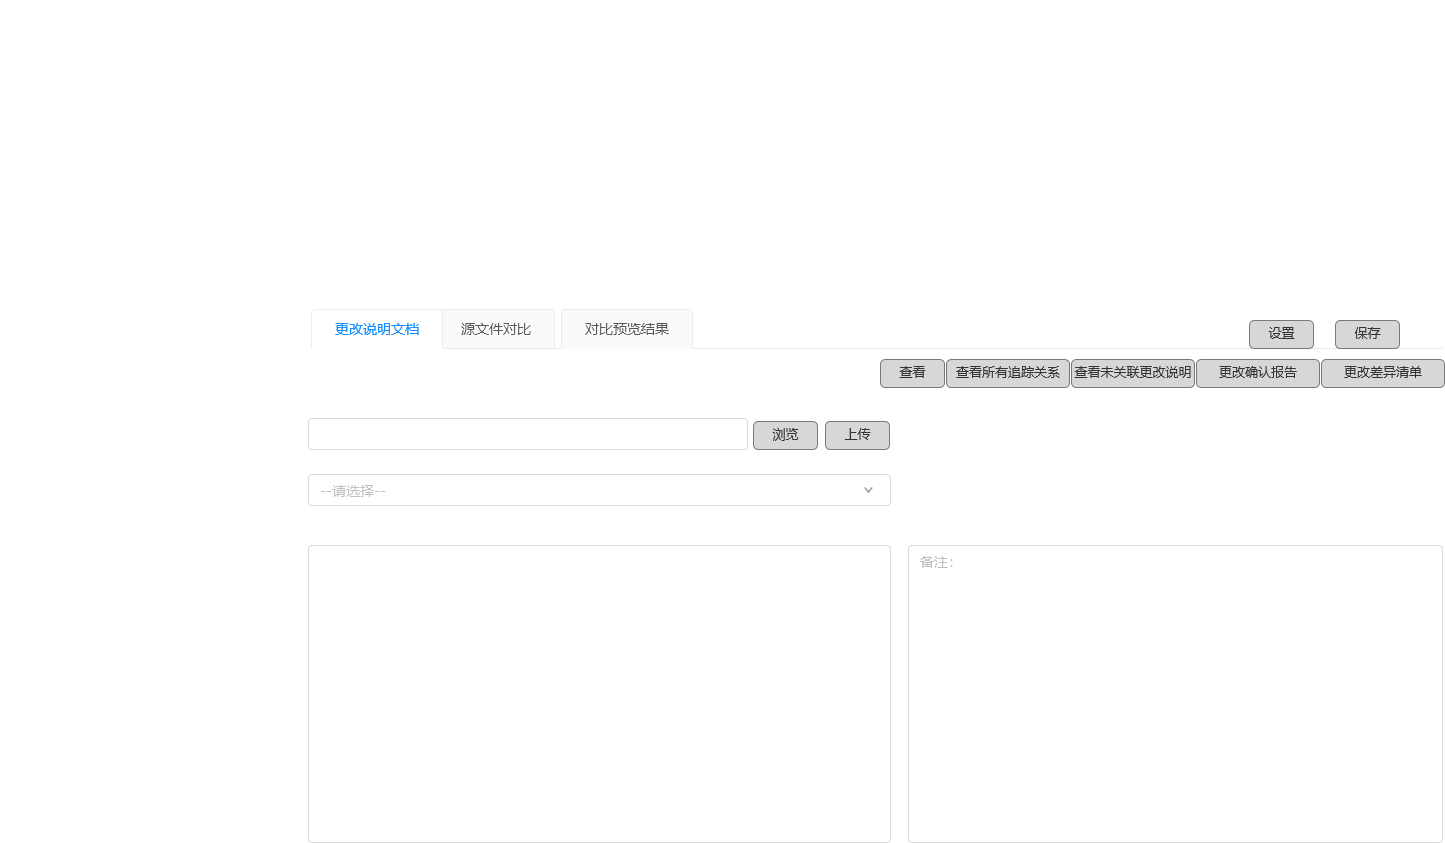 更改说明文档 源文件对比 对比预览结果 设置 保存
查看 查看所有追踪关系 查看未关联更改说明 更改确认报告 更改差异清单
浏览 上传
--请选择--
备注：